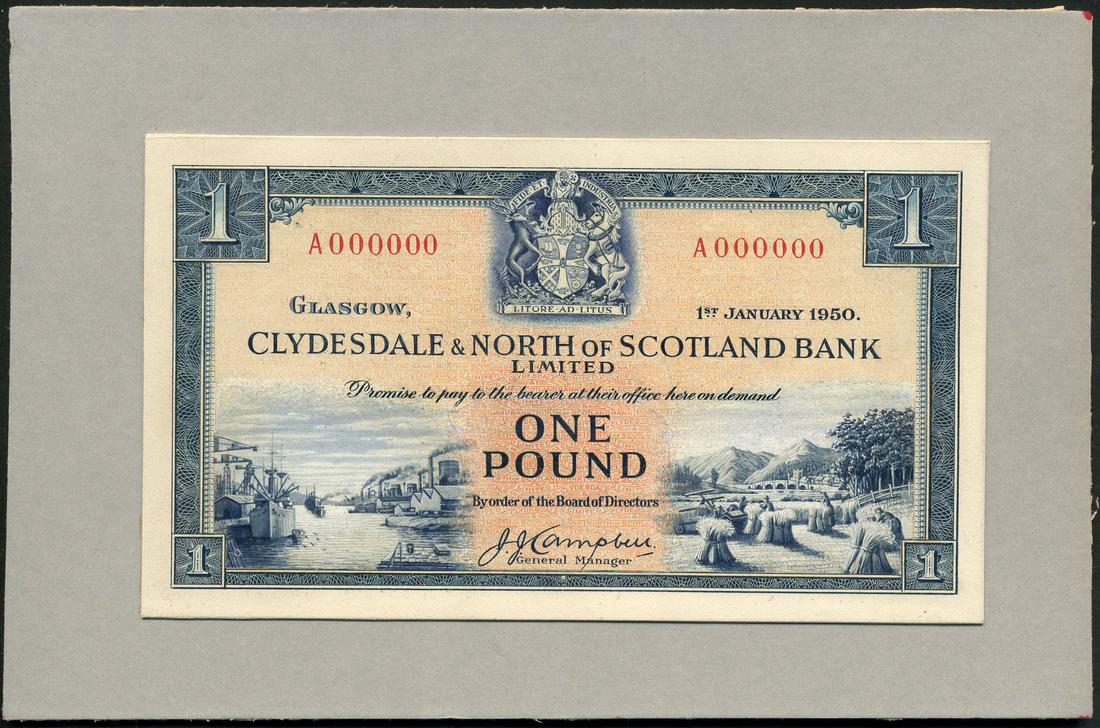 1
1
FIDE ET INDUSTRIA
A000000
A000000
LITORE·AD·LITUS
GLASGOW,
1ST JANUARY 1950.
CLYDESDALE & NORTH OF SCOTLAND BANK
LIMITED
Promise to pay to the bearer at their office here on demand
ONE
POUND
By order of the Board of Directors
J.J. Campbell
General Manager
1
1